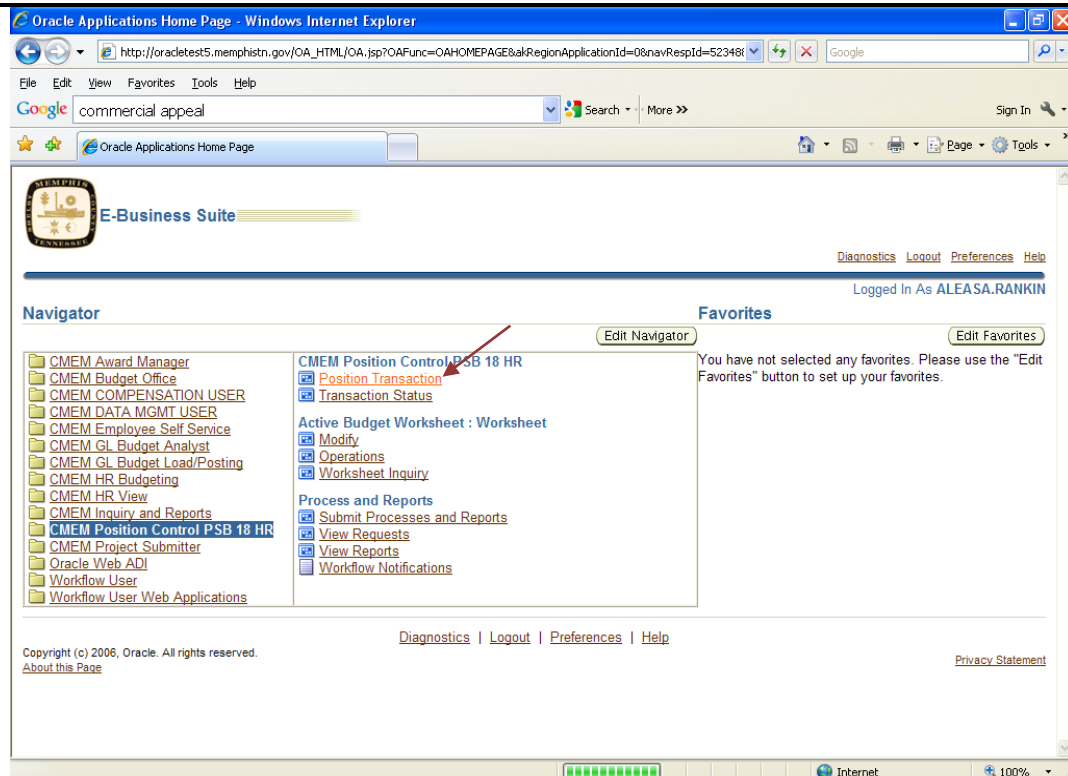 Oracle Applications Home Page - Windows Internet Explorer
http://oracletest5.memphistn.gov/OA_HTML/OA.jsp?OAFunc=OAHOMEPAGE&akRegionApplicationId=0&navRespId=523486
Google
File Edit View Favorites Tools Help
Google commercial appeal Search More >> Sign In
Oracle Applications Home Page Page Tools
MEMPHIS
SHELBY COUNTY
TENNESSEE
E-Business Suite
Diagnostics Logout Preferences Help
Logged In As ALEASA.RANKIN
Navigator
Edit Navigator
CMEM Award Manager
CMEM Budget Office
CMEM COMPENSATION USER
CMEM DATA MGMT USER
CMEM Employee Self Service
CMEM GL Budget Analyst
CMEM GL Budget Load/Posting
CMEM HR Budgeting
CMEM HR View
CMEM Inquiry and Reports
CMEM Position Control PSB 18 HR
CMEM Project Submitter
Oracle Web ADI
Workflow User
Workflow User Web Applications
CMEM Position Control PSB 18 HR
Position Transaction
Transaction Status
Active Budget Worksheet : Worksheet
Modify
Operations
Worksheet Inquiry
Process and Reports
Submit Processes and Reports
View Requests
View Reports
Workflow Notifications
Favorites
Edit Favorites
You have not selected any favorites. Please use the "Edit
Favorites" button to set up your favorites.
Diagnostics | Logout | Preferences | Help
Copyright (c) 2006, Oracle. All rights reserved.
About this Page
Privacy Statement
Internet 100%